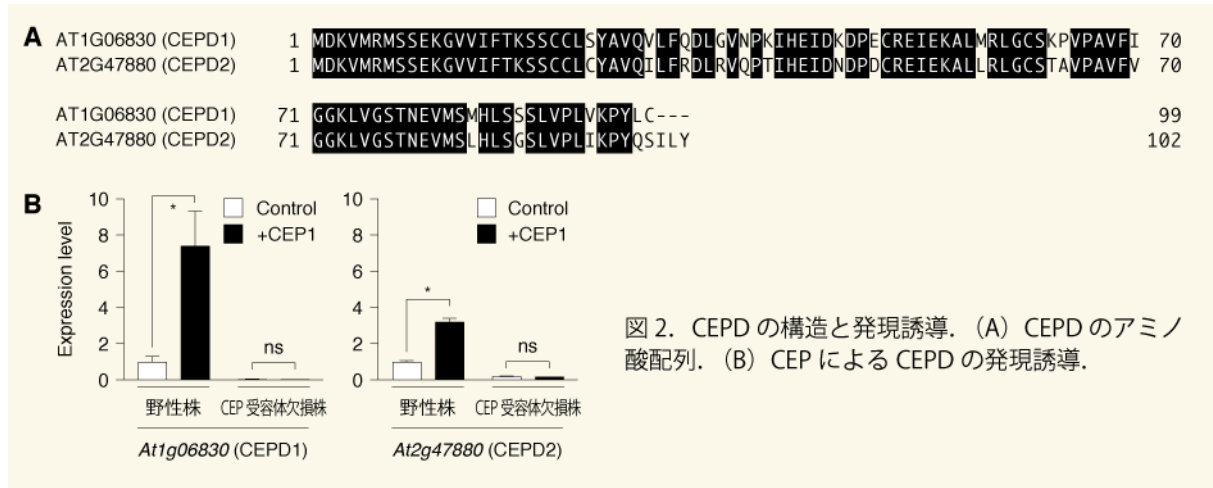 A AT1G06830 (CEPD1) 1 MDKVMRMSSEKGVVIFTKSSCCLSYAVQVLFQDLGVNPKIHEIDKDPECREIEKALMRLGCSKPVPAVFI 70
AT2G47880 (CEPD2) 1 MDKVMRMSSEKGVVIFTKSSCCLCYAVQILFRDLRVQPTIHEIDNDPDCREIEKALLRLGCSTAVPAVFV 70
AT1G06830 (CEPD1) 71 GGKLVGSTNEVMSMHLSSSLVPLVKPYLC--- 99
AT2G47880 (CEPD2) 71 GGKLVGSTNEVMSLHLSGSLVPLIKPYQSILY 102
B
Expression level
10
8
6
4
2
0
*
Control
+CEP1
ns
野性株 CEP 受容体欠損株
At1g06830 (CEPD1)
10
8
6
4
2
0
*
Control
+CEP1
ns
野性株 CEP 受容体欠損株
At2g47880 (CEPD2)
図 2. CEPD の構造と発現誘導. (A) CEPD のアミノ
酸配列. (B) CEP による CEPD の発現誘導.